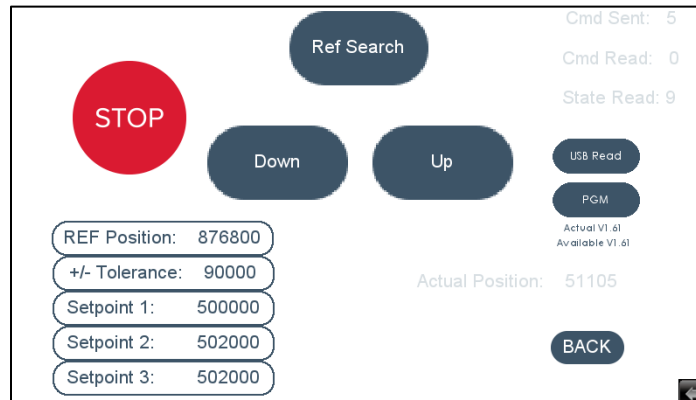 Cmd Sent: 5
Ref Search
Cmd Read: 0
State Read: 9
STOP
Down
Up
USB Read
PGM
Actual V1.61
Available V1.61
REF Position: 876800
+/- Tolerance: 90000
Actual Position: 51105
Setpoint 1: 500000
Setpoint 2: 502000
BACK
Setpoint 3: 502000